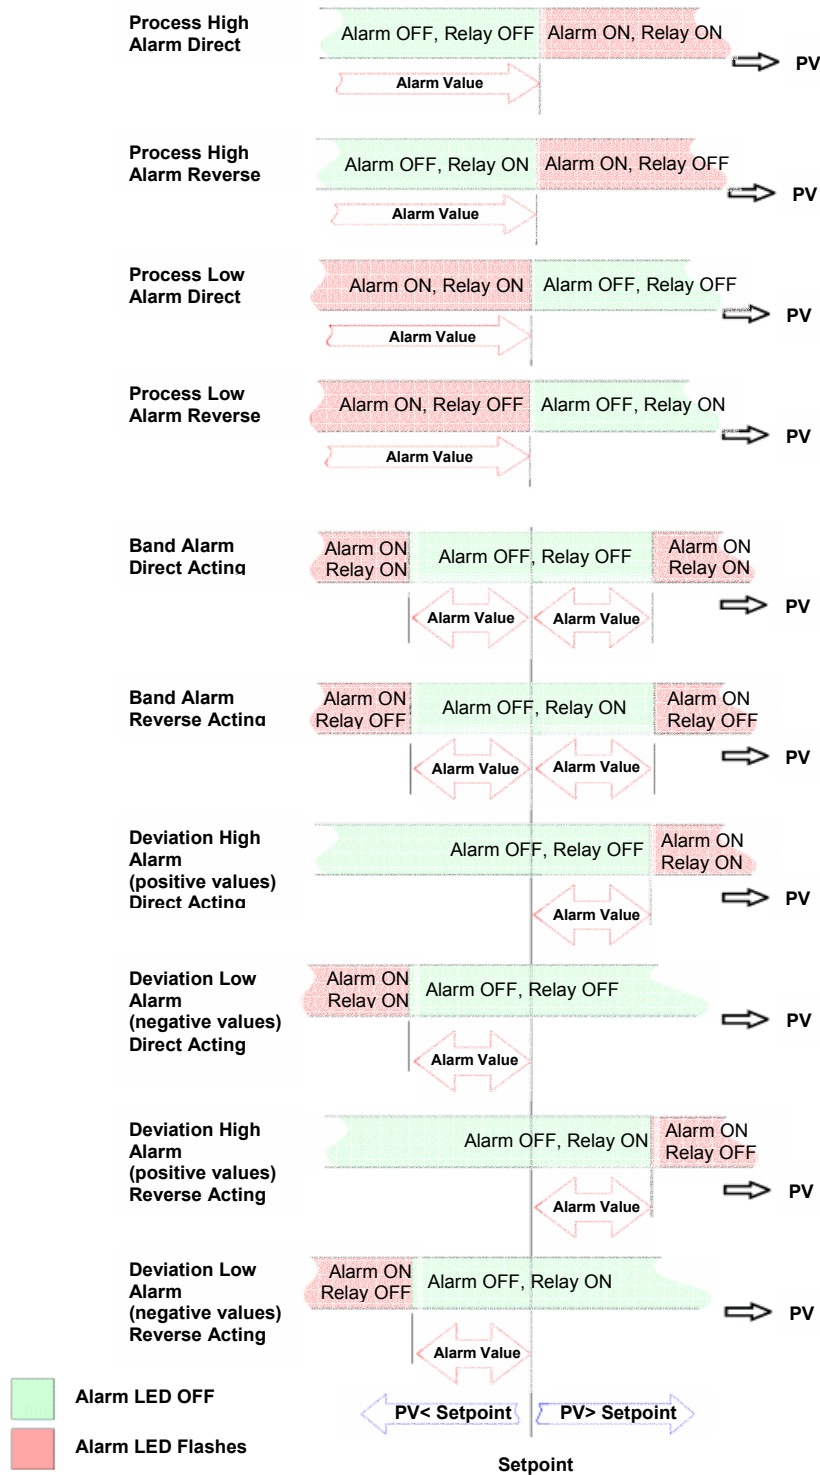 Process High
Alarm Direct
Alarm OFF, Relay OFF
Alarm ON, Relay ON
PV
Alarm Value
Process High
Alarm Reverse
Alarm OFF, Relay ON
Alarm ON, Relay OFF
PV
Alarm Value
Process Low
Alarm Direct
Alarm ON, Relay ON
Alarm OFF, Relay OFF
PV
Alarm Value
Process Low
Alarm Reverse
Alarm ON, Relay OFF
Alarm OFF, Relay ON
PV
Alarm Value
Band Alarm
Direct Acting
Alarm ON
Relay ON
Alarm OFF, Relay OFF
Alarm ON
Relay ON
PV
Alarm Value
Alarm Value
Band Alarm
Reverse Acting
Alarm ON
Relay OFF
Alarm OFF, Relay ON
Alarm ON
Relay OFF
PV
Alarm Value
Alarm Value
Deviation High
Alarm
(positive values)
Direct Acting
Alarm OFF, Relay OFF
Alarm ON
Relay ON
PV
Alarm Value
Deviation Low
Alarm
(negative values)
Direct Acting
Alarm ON
Relay ON
Alarm OFF, Relay OFF
PV
Alarm Value
Deviation High
Alarm
(positive values)
Reverse Acting
Alarm OFF, Relay ON
Alarm ON
Relay OFF
PV
Alarm Value
Deviation Low
Alarm
(negative values)
Reverse Acting
Alarm ON
Relay OFF
Alarm OFF, Relay ON
PV
Alarm Value
Alarm LED OFF
Alarm LED Flashes
PV< Setpoint
PV> Setpoint
Setpoint